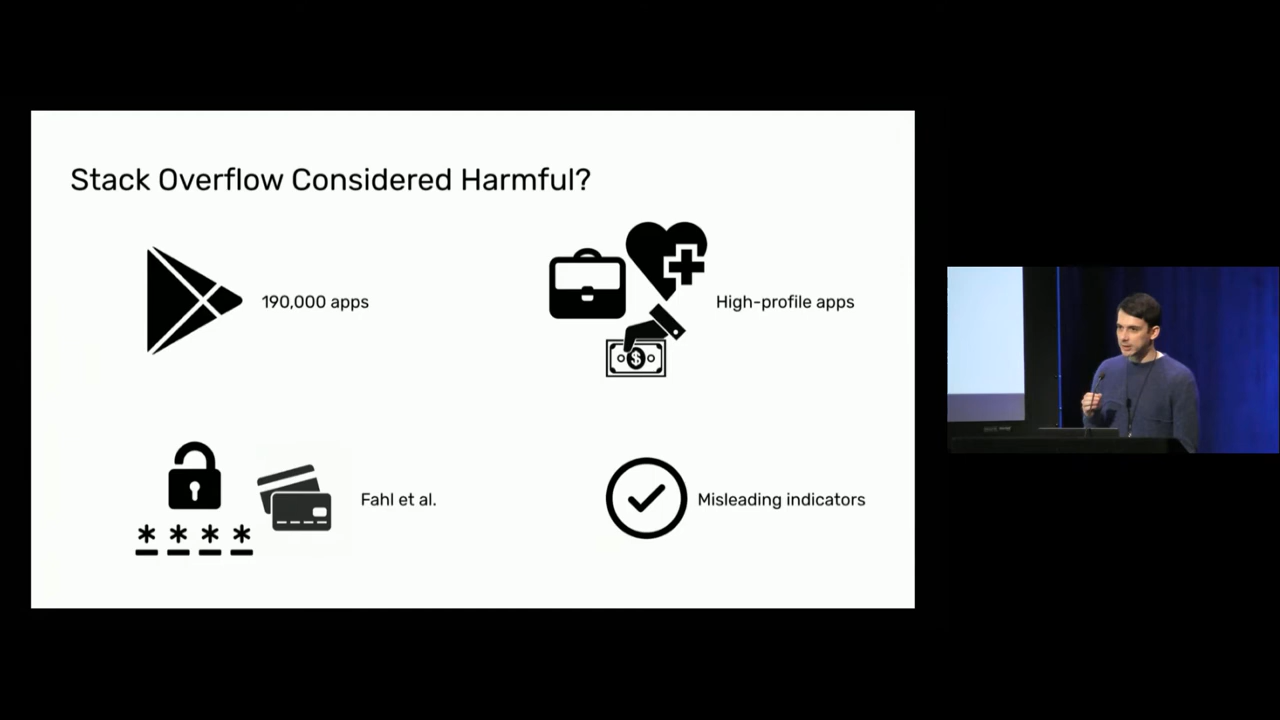 Stack Overflow Considered Harmful?
190,000 apps
High-profile apps
Fahl et al.
Misleading indicators